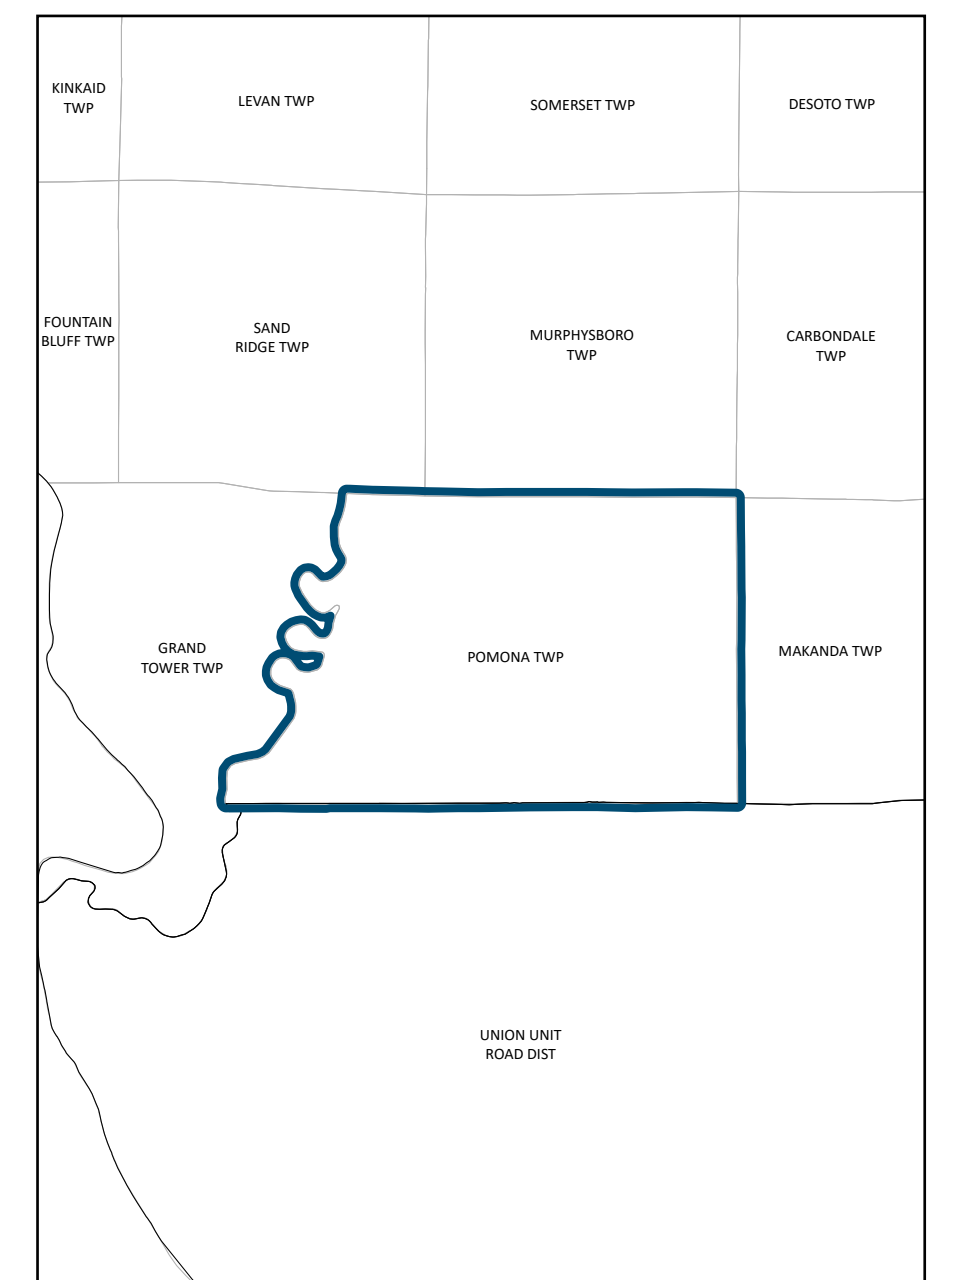 KINKAID
TWP
LEVAN TWP
SOMERSET TWP
DESOTO TWP
FOUNTAIN
BLUFF TWP
SAND
RIDGE TWP
MURPHYSBORO
TWP
CARBONDALE
TWP
GRAND
TOWER TWP
POMONA TWP
MAKANDA TWP
UNION UNIT
ROAD DIST